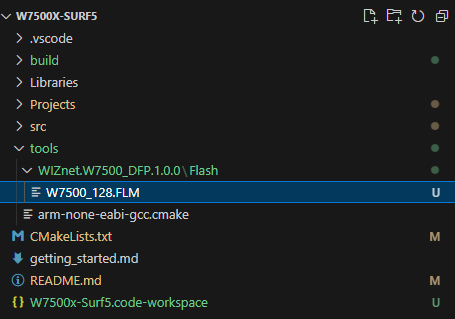 W7500X-SURF5
.vscode
build
Libraries
Projects
src
tools
WIZnet.W7500_DFP.1.0.0\Flash
W7500_128.FLM U
arm-none-eabi-gcc.cmake
CMakeLists.txt M
getting_started.md
README.md M
W7500x-Surf5.code-workspace U